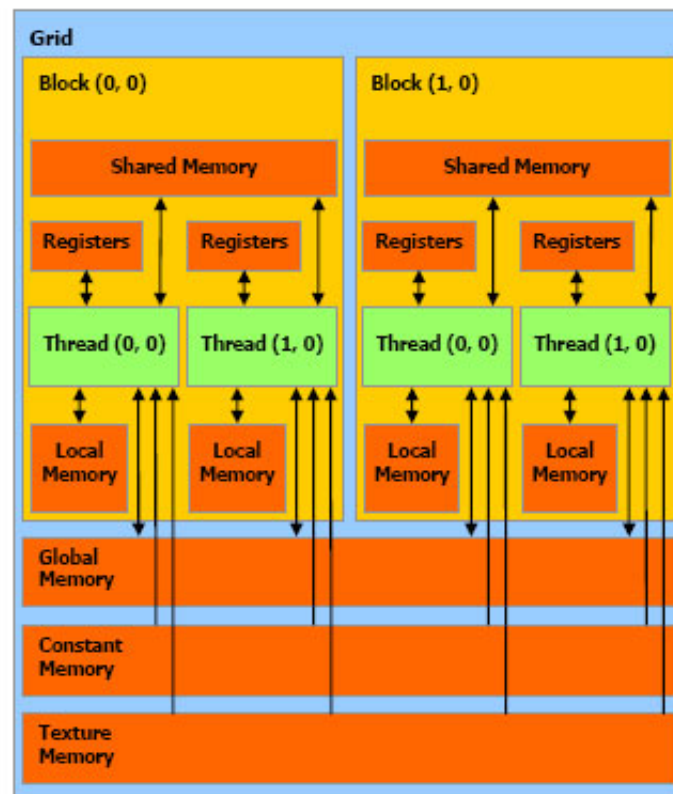 Grid
Block (0, 0)
Block (1, 0)
Shared Memory
Shared Memory
Registers
Registers
Registers
Registers
Thread (0, 0)
Thread (1, 0)
Thread (0, 0)
Thread (1, 0)
Local
Memory
Local
Memory
Local
Memory
Local
Memory
Global
Memory
Constant
Memory
Texture
Memory